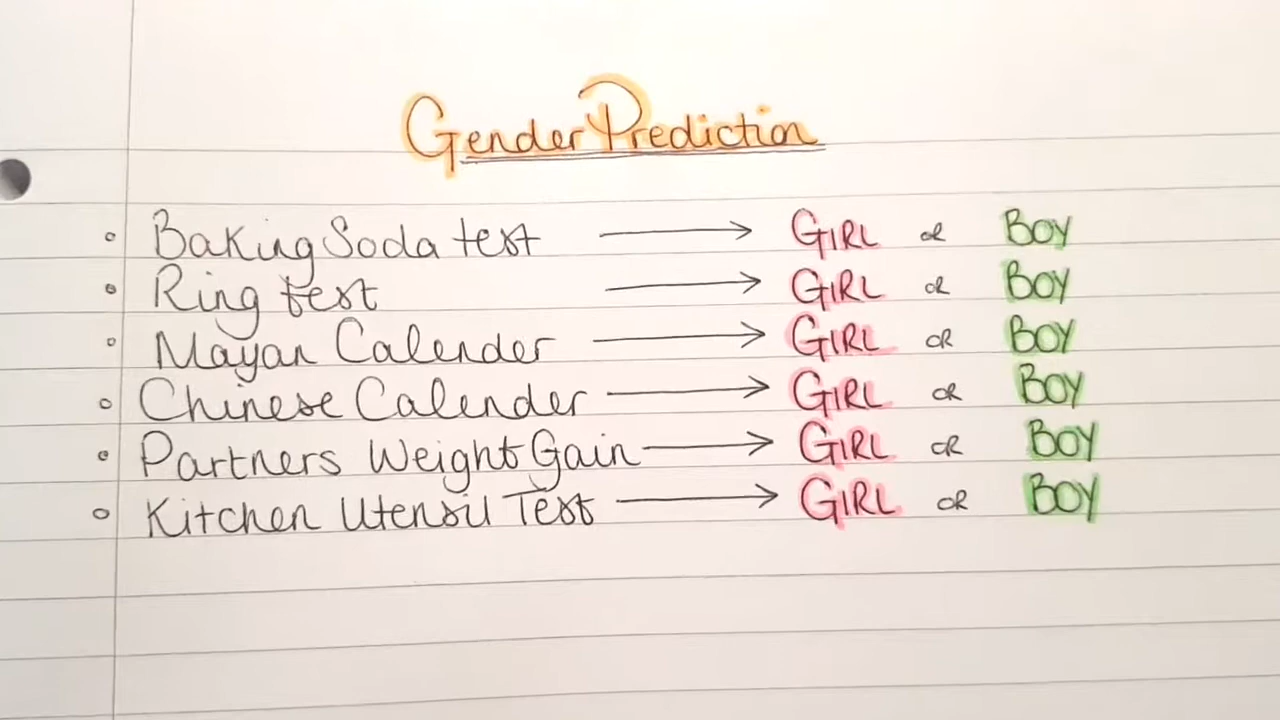 Gender Prediction
Baking Soda test → GIRL or BOY
Ring test → GIRL OR BOY
Mayan Calender → GIRL OR BOY
Chinese Calender → GIRL OR BOY
Partners Weight Gain → GIRL OR BOY
Kitchen Utensil Test → GIRL OR BOY